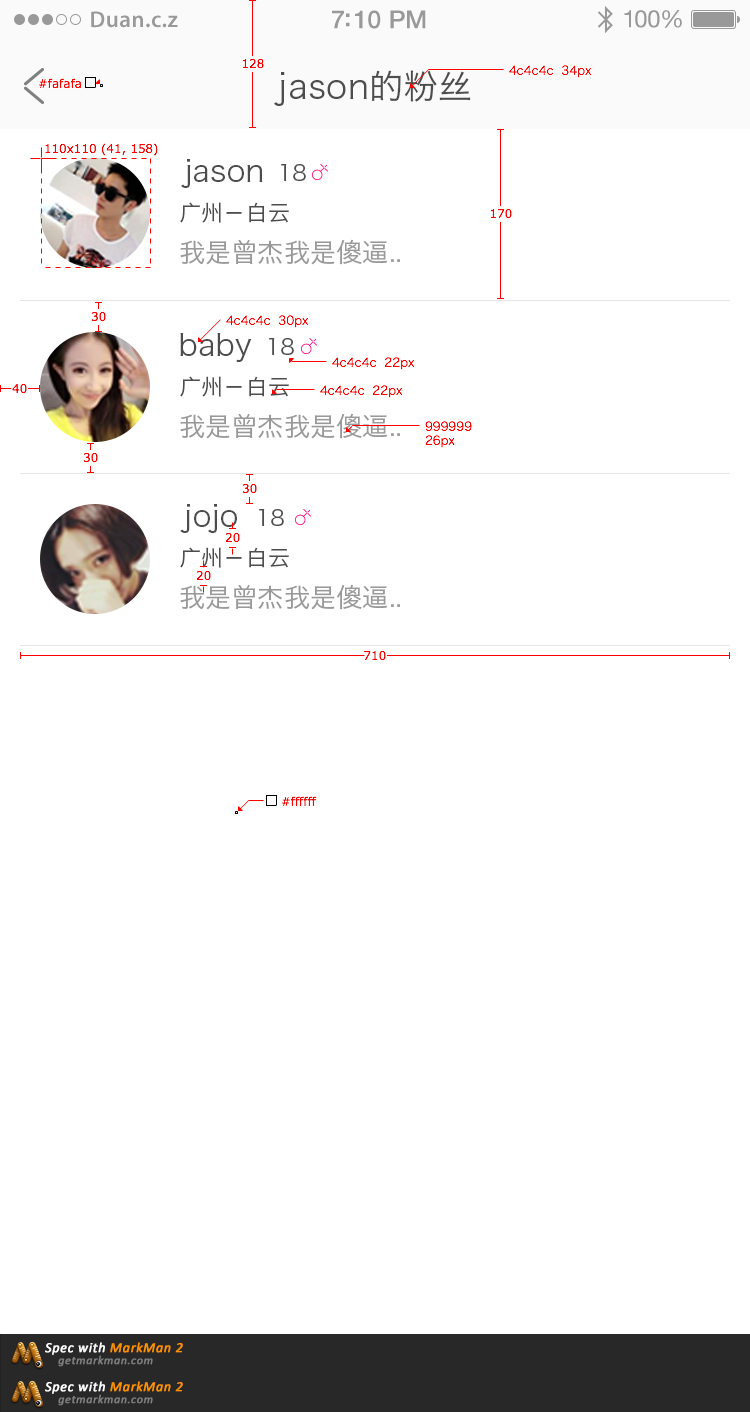 Duan.c.z 7:10 PM 100%
128
#fafafa jason的粉丝 4c4c4c 34px
110x110 (41, 158)
jason 18
广州－白云
170
我是曾杰我是傻逼..
30
4c4c4c 30px
baby 18
4c4c4c 22px
40 广州－白云 4c4c4c 22px
我是曾杰我是傻逼.. 999999
26px
30
30
jojo 18
20
广州－白云
20
我是曾杰我是傻逼..
710
#ffffff
Spec with MarkMan 2
getmarkman.com
Spec with MarkMan 2
getmarkman.com